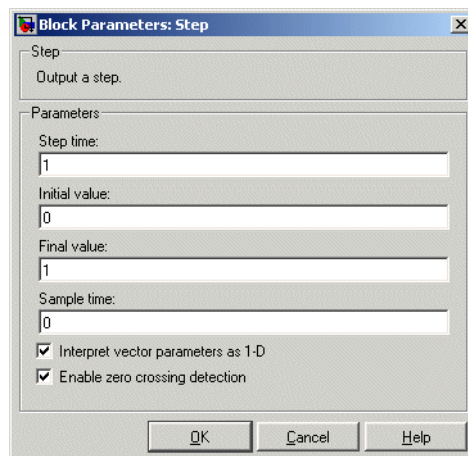 Block Parameters: Step
Step
Output a step.
Parameters
Step time:
1
Initial value:
0
Final value:
1
Sample time:
0
Interpret vector parameters as 1-D
Enable zero crossing detection
OK Cancel Help